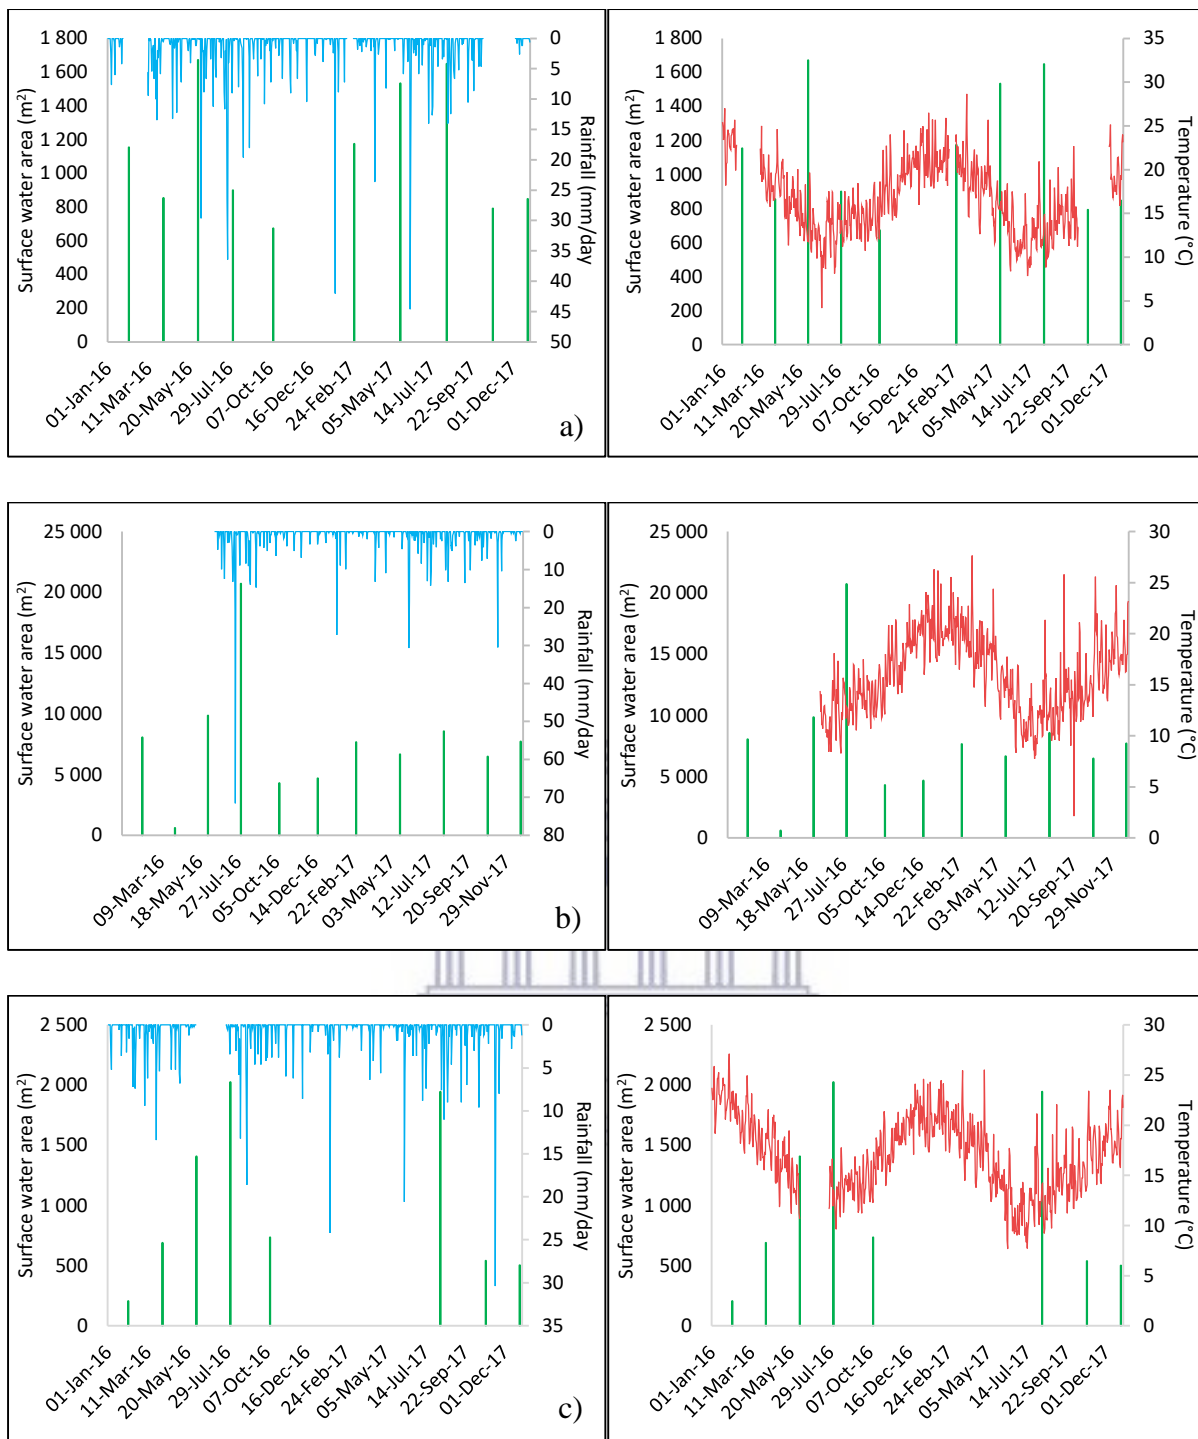 1 800
1 600
1 400
1 200
1 000
800
600
400
200
0
Surface water area (m²)
0
5
10
15
20
25
30
35
40
45
50
Rainfall (mm/day)
01-Jan-16
11-Mar-16
20-May-16
29-Jul-16
07-Oct-16
16-Dec-16
24-Feb-17
05-May-17
14-Jul-17
22-Sep-17
01-Dec-17
a)
1 800
1 600
1 400
1 200
1 000
800
600
400
200
0
Surface water area (m²)
35
30
25
20
15
10
5
0
Temperature (°C)
01-Jan-16
11-Mar-16
20-May-16
29-Jul-16
07-Oct-16
16-Dec-16
24-Feb-17
05-May-17
14-Jul-17
22-Sep-17
01-Dec-17
25 000
20 000
15 000
10 000
5 000
0
Surface water area (m²)
0
10
20
30
40
50
60
70
80
Rainfall (mm/day)
09-Mar-16
18-May-16
27-Jul-16
05-Oct-16
14-Dec-16
22-Feb-17
03-May-17
12-Jul-17
20-Sep-17
29-Nov-17
b)
25 000
20 000
15 000
10 000
5 000
0
Surface water area (m²)
30
25
20
15
10
5
0
Temperature (°C)
09-Mar-16
18-May-16
27-Jul-16
05-Oct-16
14-Dec-16
22-Feb-17
03-May-17
12-Jul-17
20-Sep-17
29-Nov-17
2 500
2 000
1 500
1 000
500
0
Surface water area (m²)
0
5
10
15
20
25
30
35
Rainfall (mm/day)
01-Jan-16
11-Mar-16
20-May-16
29-Jul-16
07-Oct-16
16-Dec-16
24-Feb-17
05-May-17
14-Jul-17
22-Sep-17
01-Dec-17
c)
2 500
2 000
1 500
1 000
500
0
Surface water area (m²)
30
25
20
15
10
5
0
Temperature (°C)
01-Jan-16
11-Mar-16
20-May-16
29-Jul-16
07-Oct-16
16-Dec-16
24-Feb-17
05-May-17
14-Jul-17
22-Sep-17
01-Dec-17